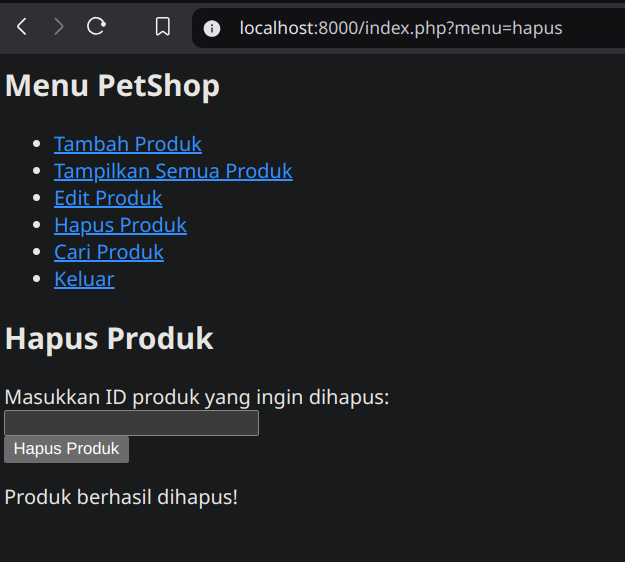 localhost:8000/index.php?menu=hapus
Menu PetShop
Tambah Produk
Tampilkan Semua Produk
Edit Produk
Hapus Produk
Cari Produk
Keluar
Hapus Produk
Masukkan ID produk yang ingin dihapus:
Hapus Produk
Produk berhasil dihapus!